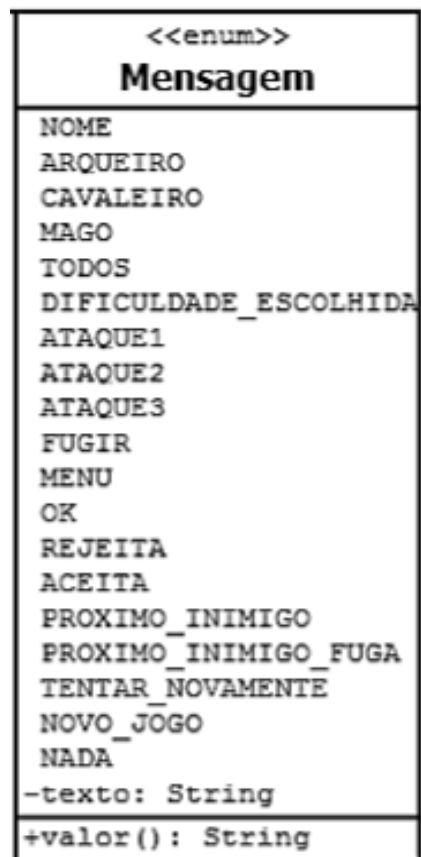 <<enum>>
Mensagem
NOME
ARQUEIRO
CAVALEIRO
MAGO
TODOS
DIFICULDADE_ESCOLHIDA
ATAQUE1
ATAQUE2
ATAQUE3
FUGIR
MENU
OK
REJEITA
ACEITA
PROXIMO_INIMIGO
PROXIMO_INIMIGO_FUGA
TENTAR_NOVAMENTE
NOVO_JOGO
NADA
-texto: String
+valor(): String